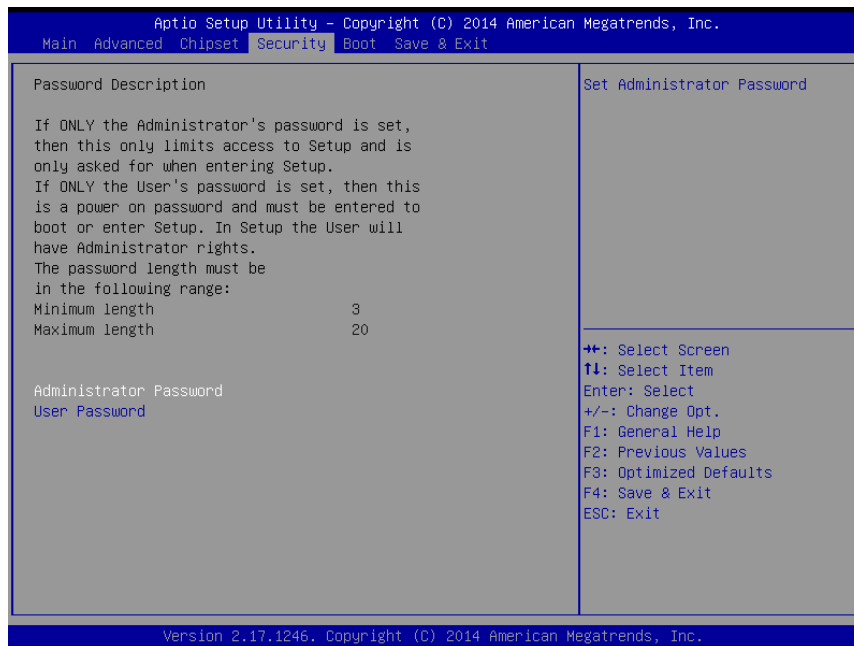 Aptio Setup Utility – Copyright (C) 2014 American Megatrends, Inc.
Main Advanced Chipset Security Boot Save & Exit
Password Description
If ONLY the Administrator's password is set,
then this only limits access to Setup and is
only asked for when entering Setup.
If ONLY the User's password is set, then this
is a power on password and must be entered to
boot or enter Setup. In Setup the User will
have Administrator rights.
The password length must be
in the following range:
Minimum length 3
Maximum length 20
Administrator Password
User Password
Set Administrator Password
→←: Select Screen
↑↓: Select Item
Enter: Select
+/-: Change Opt.
F1: General Help
F2: Previous Values
F3: Optimized Defaults
F4: Save & Exit
ESC: Exit
Version 2.17.1246. Copyright (C) 2014 American Megatrends, Inc.